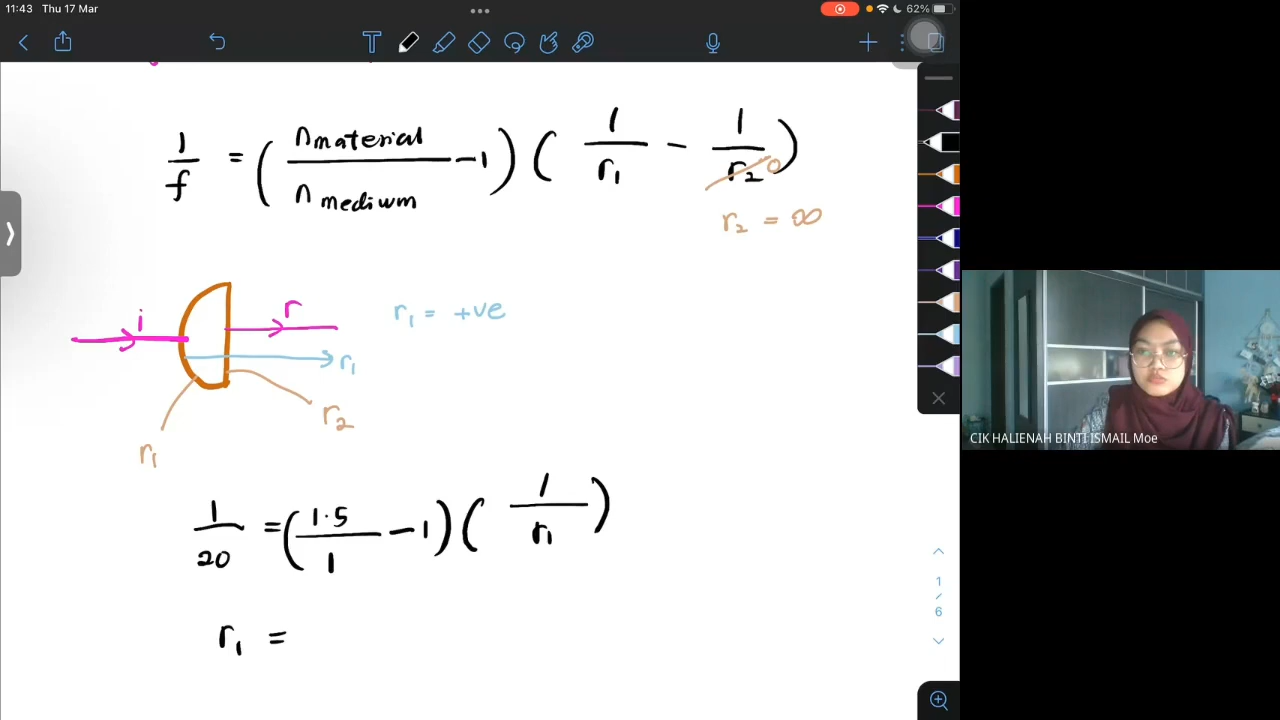 11:43 Thu 17 Mar
62%
1/f = (n material / n medium − 1) ( 1/r₁ − 1/r₂ ) 0
r₂ = ∞
i
r
r₁ = +ve
r₁
r₂
r₁
1/20 = (1.5/1 − 1) ( 1/r₁ )
r₁ =
CIK HALIENAH BINTI ISMAIL Moe
1
/
6